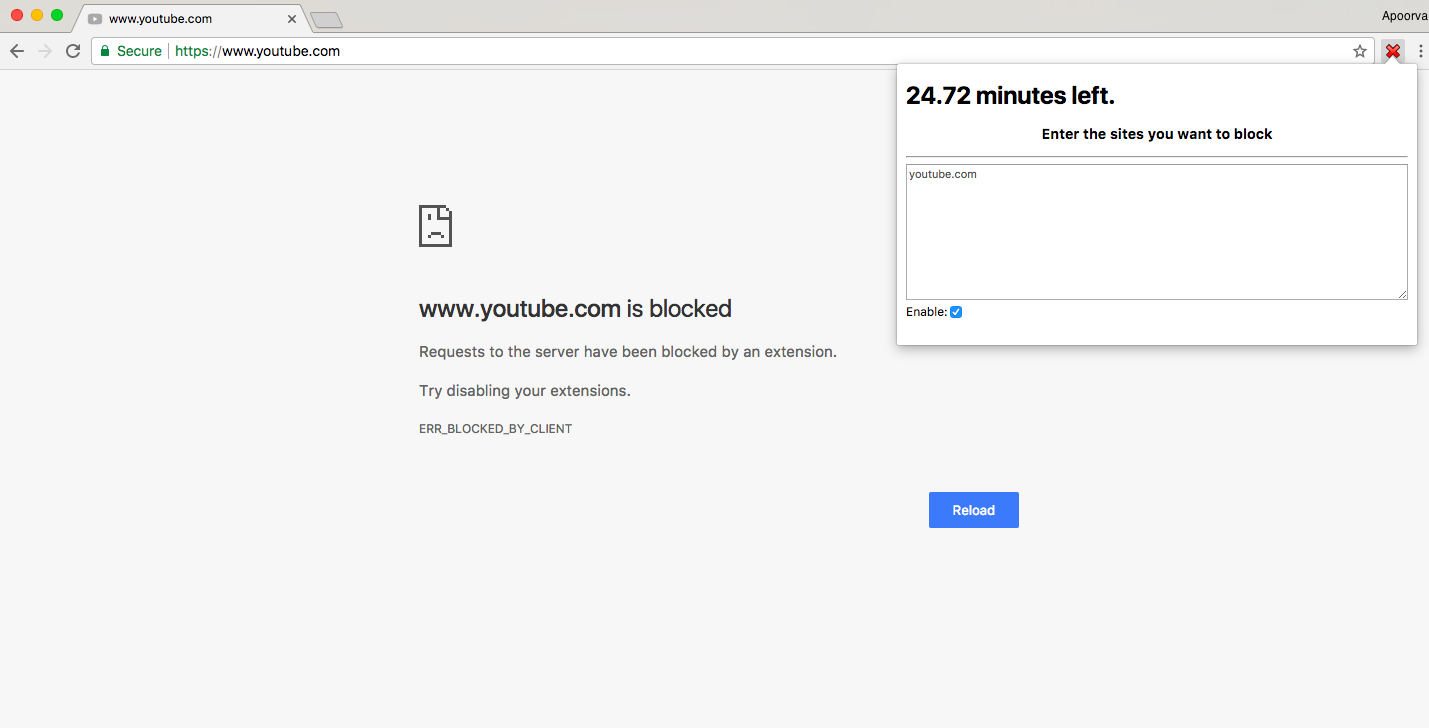 www.youtube.com
Apoorva
Secure https://www.youtube.com
24.72 minutes left.
Enter the sites you want to block
youtube.com
Enable:
www.youtube.com is blocked
Requests to the server have been blocked by an extension.
Try disabling your extensions.
ERR_BLOCKED_BY_CLIENT
Reload